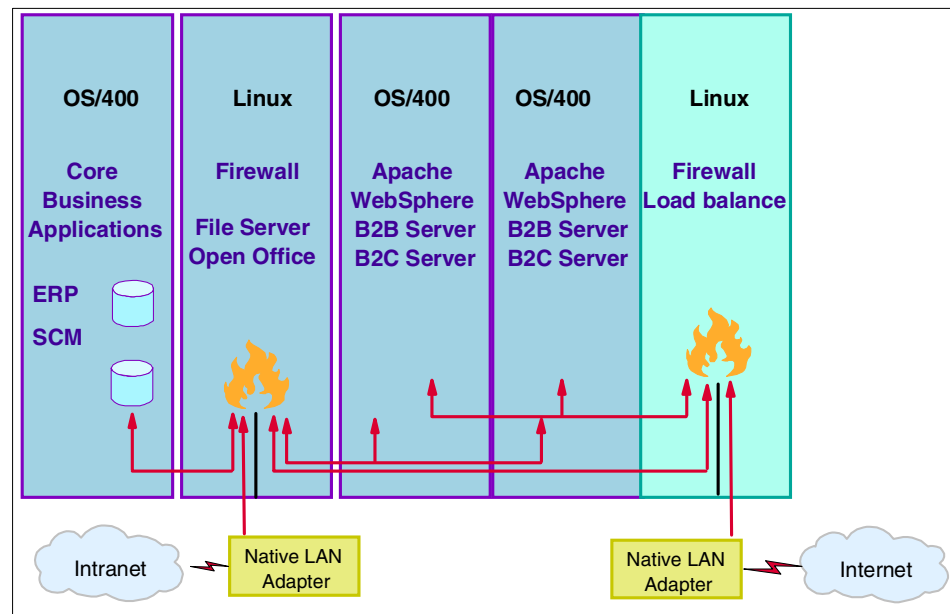 OS/400
Core
Business
Applications
ERP
SCM
Linux
Firewall
File Server
Open Office
OS/400
Apache
WebSphere
B2B Server
B2C Server
OS/400
Apache
WebSphere
B2B Server
B2C Server
Linux
Firewall
Load balance
Intranet
Native LAN
Adapter
Native LAN
Adapter
Internet